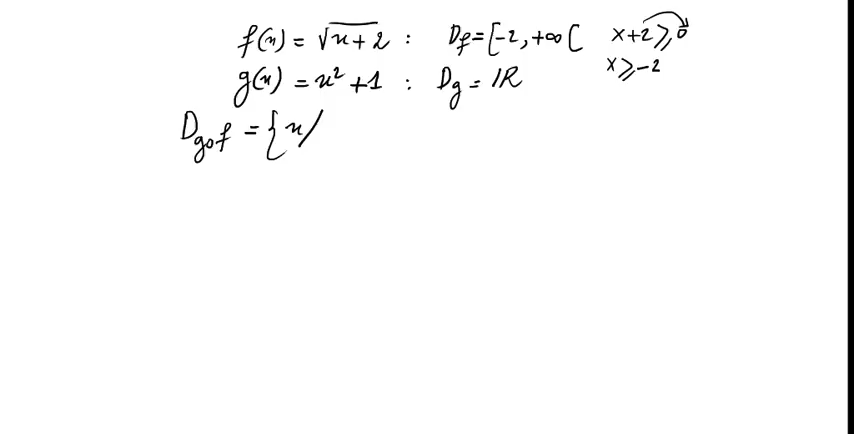 f(x) = √x+2 : Df = [-2, +∞[ x+2 ≥ 0
x ≥ -2
g(x) = x² + 1 : Dg = IR
Dgof = {x/